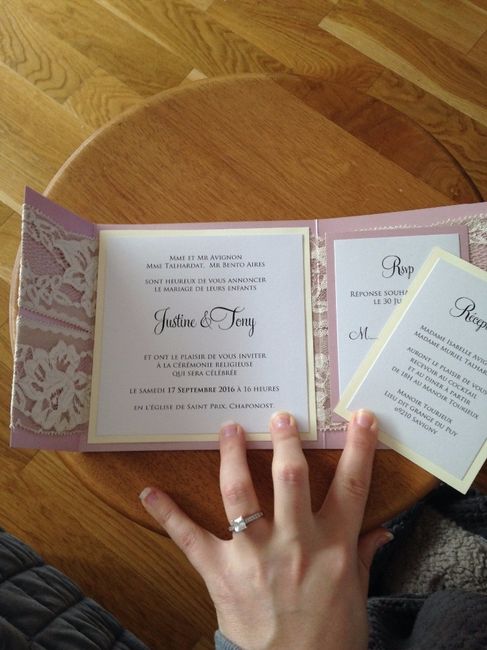 Mme et Mr Avignon
Mme Talhardat, Mr Bento Aires
sont heureux de vous annoncer
le mariage de leurs enfants
Justine & Tony
et ont le plaisir de vous inviter
à la cérémonie religieuse
qui sera célébrée
le samedi 17 Septembre 2016 à 16 heures
en l'Église de Saint Prix, Chaponost.
Rsvp
Réponse souha
30 Ju
M
Récep
Madame Isabelle Avig
Madame Muriel Talharda
auront le plaisir de
recevoir au Cocktail
et au dîner à partir
de 18H au Manoir Tourieux
Manoir Tourieux
Lieu dit Grange du Puy
69210 Savigny